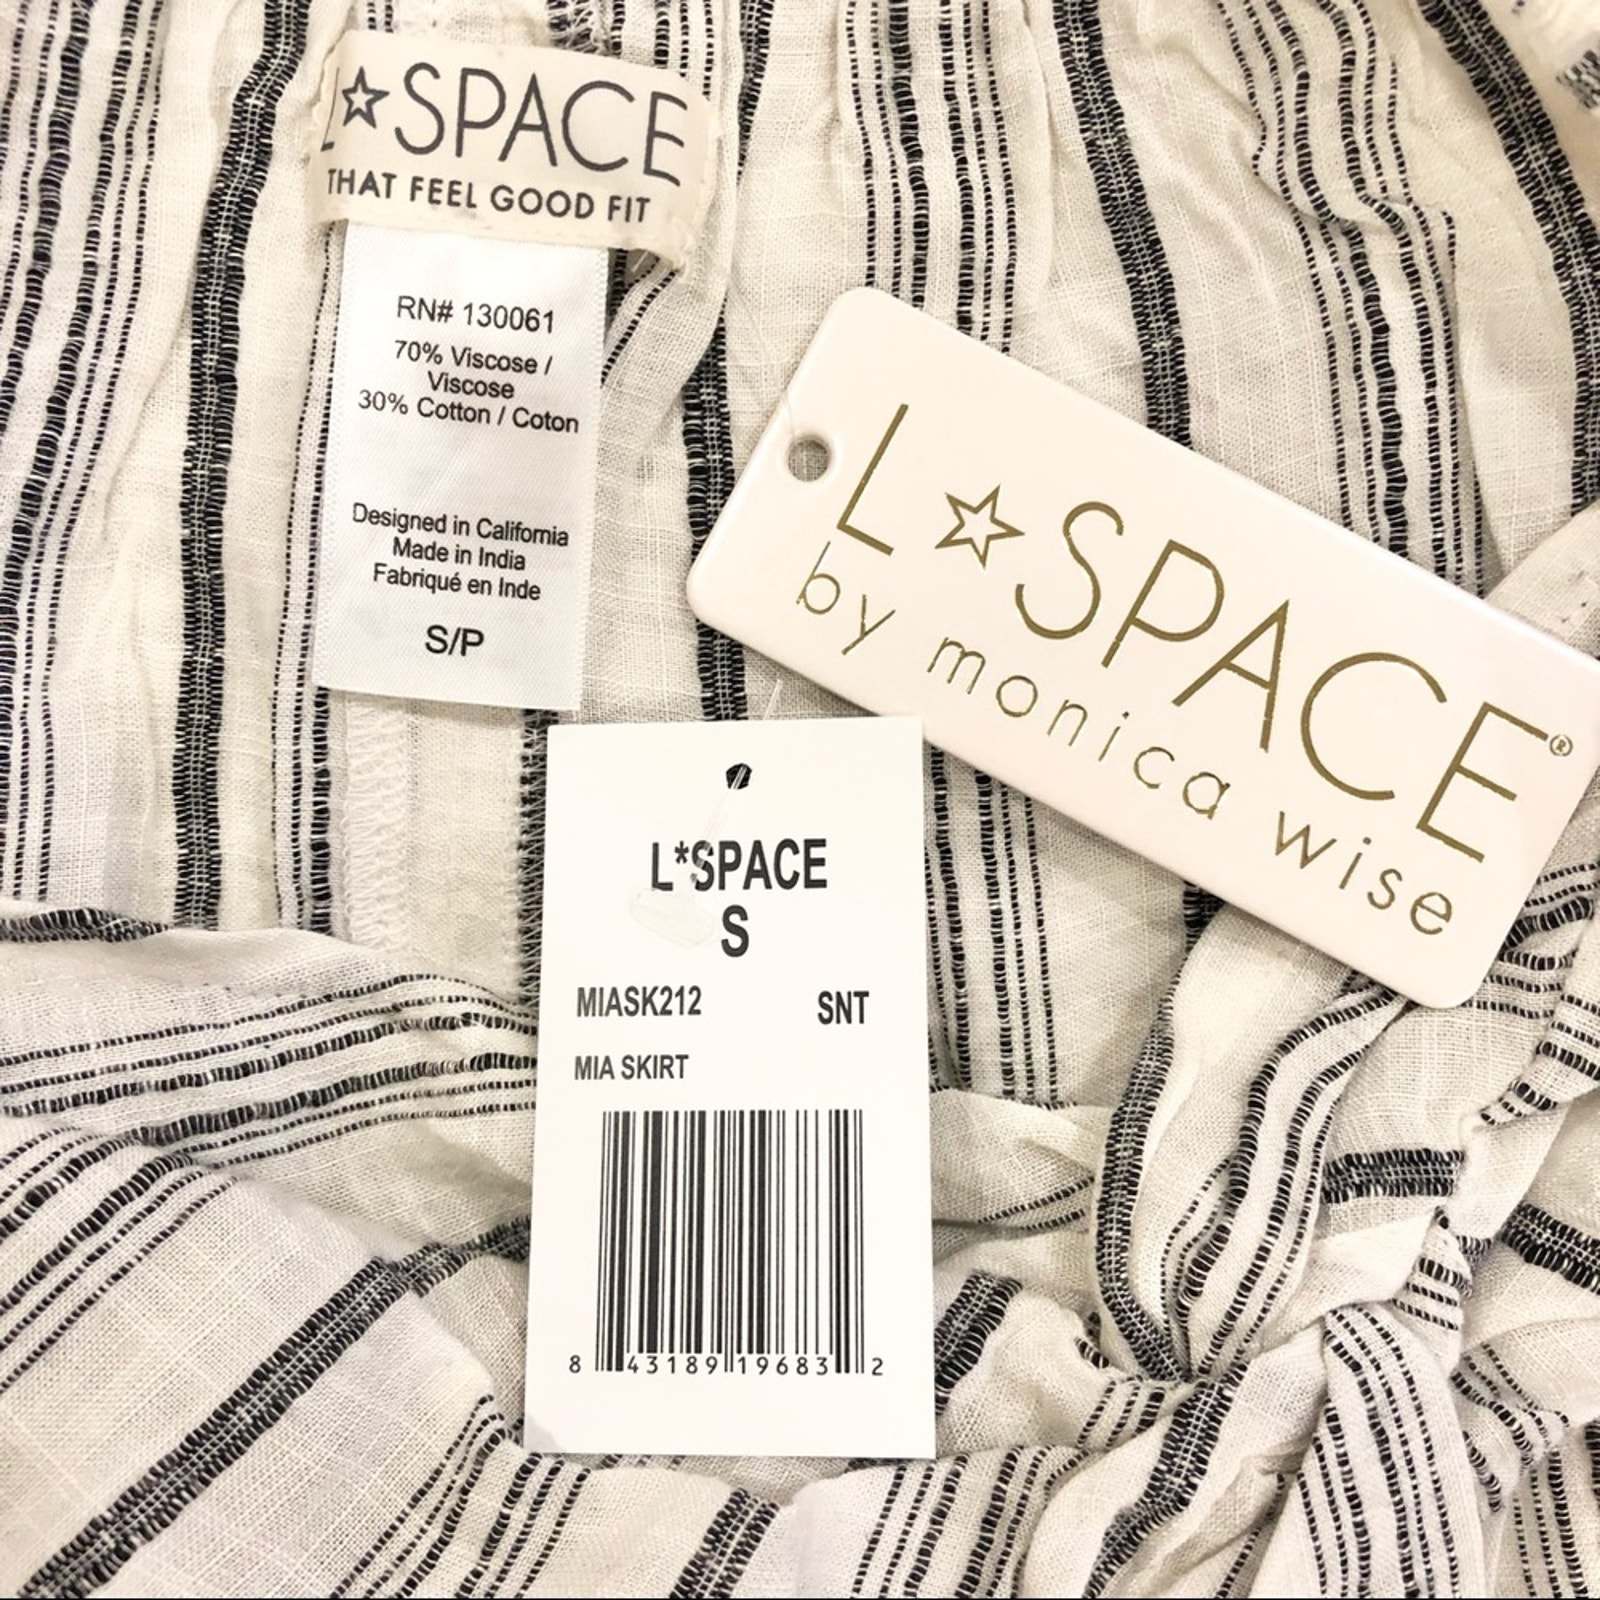 L☆SPACE
THAT FEEL GOOD FIT
RN# 130061
70% Viscose /
Viscose
30% Cotton / Coton
Designed in California
Made in India
Fabriqué en Inde
S/P
L☆SPACE®
by monica wise
L*SPACE
S
MIASK212 SNT
MIA SKIRT
8 43189 19683 2